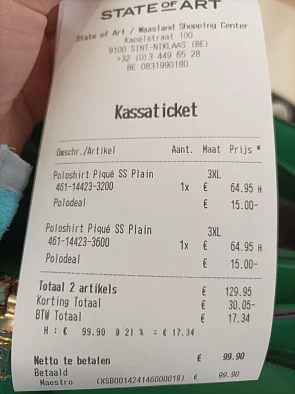 STATE OF ART
State of Art / Maasland Shopping Center
Kapelstraat 100
9100 SINT-NIKLAAS (BE)
+32 (0)3 449 65 28
BE 0831990180
Kassaticket
Omschr./Artikel Aant. Maat Prijs *
Poloshirt Piqué SS Plain 3XL
461-14423-3200 1x € 64.95 H
Polodeal € 15.00-
Poloshirt Piqué SS Plain 3XL
461-14423-3600 1x € 64.95 H
Polodeal € 15.00-
Totaal 2 artikels € 129.95
Korting Totaal € 30.05-
BTW Totaal € 17.34
H : € 99.90 @ 21 % = € 17.34
Netto te betalen € 99.90
Betaald
Maestro (XSB001424146000018) € 99.90